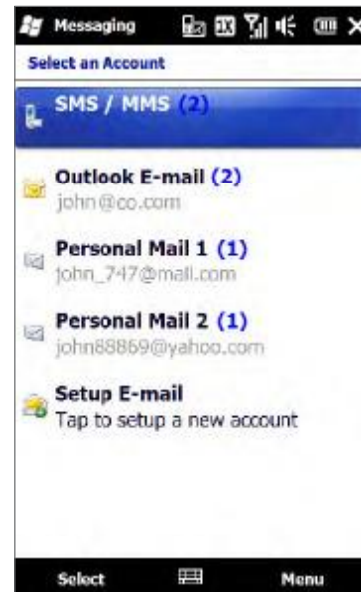 Messaging
Select an Account
SMS / MMS (2)
Outlook E-mail (2)
john@co.com
Personal Mail 1 (1)
john_747@mail.com
Personal Mail 2 (1)
john88869@yahoo.com
Setup E-mail
Tap to setup a new account
Select Menu